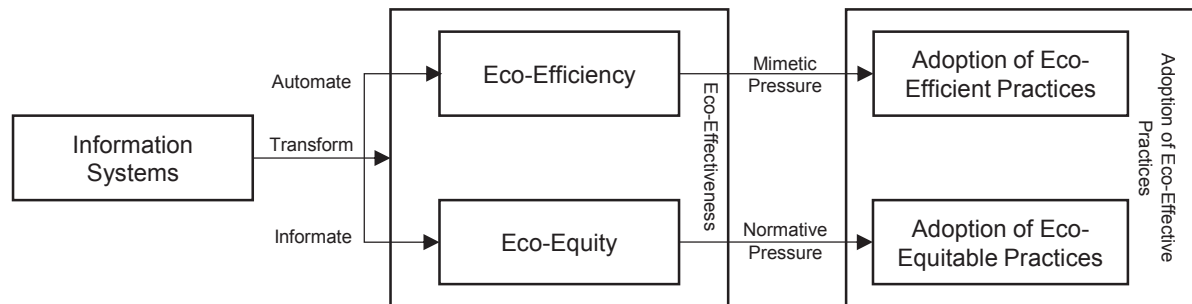 Automate
Transform
Informate
Information
Systems
Eco-Efficiency
Eco-Equity
Eco-Effectiveness
Mimetic
Pressure
Normative
Pressure
Adoption of Eco-
Efficient Practices
Adoption of Eco-
Equitable Practices
Adoption of Eco-Effective
Practices